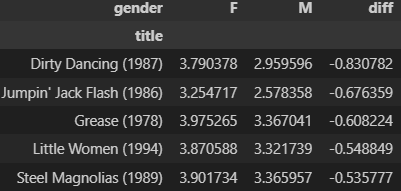 gender F M diff
title
Dirty Dancing (1987) 3.790378 2.959596 -0.830782
Jumpin' Jack Flash (1986) 3.254717 2.578358 -0.676359
Grease (1978) 3.975265 3.367041 -0.608224
Little Women (1994) 3.870588 3.321739 -0.548849
Steel Magnolias (1989) 3.901734 3.365957 -0.535777